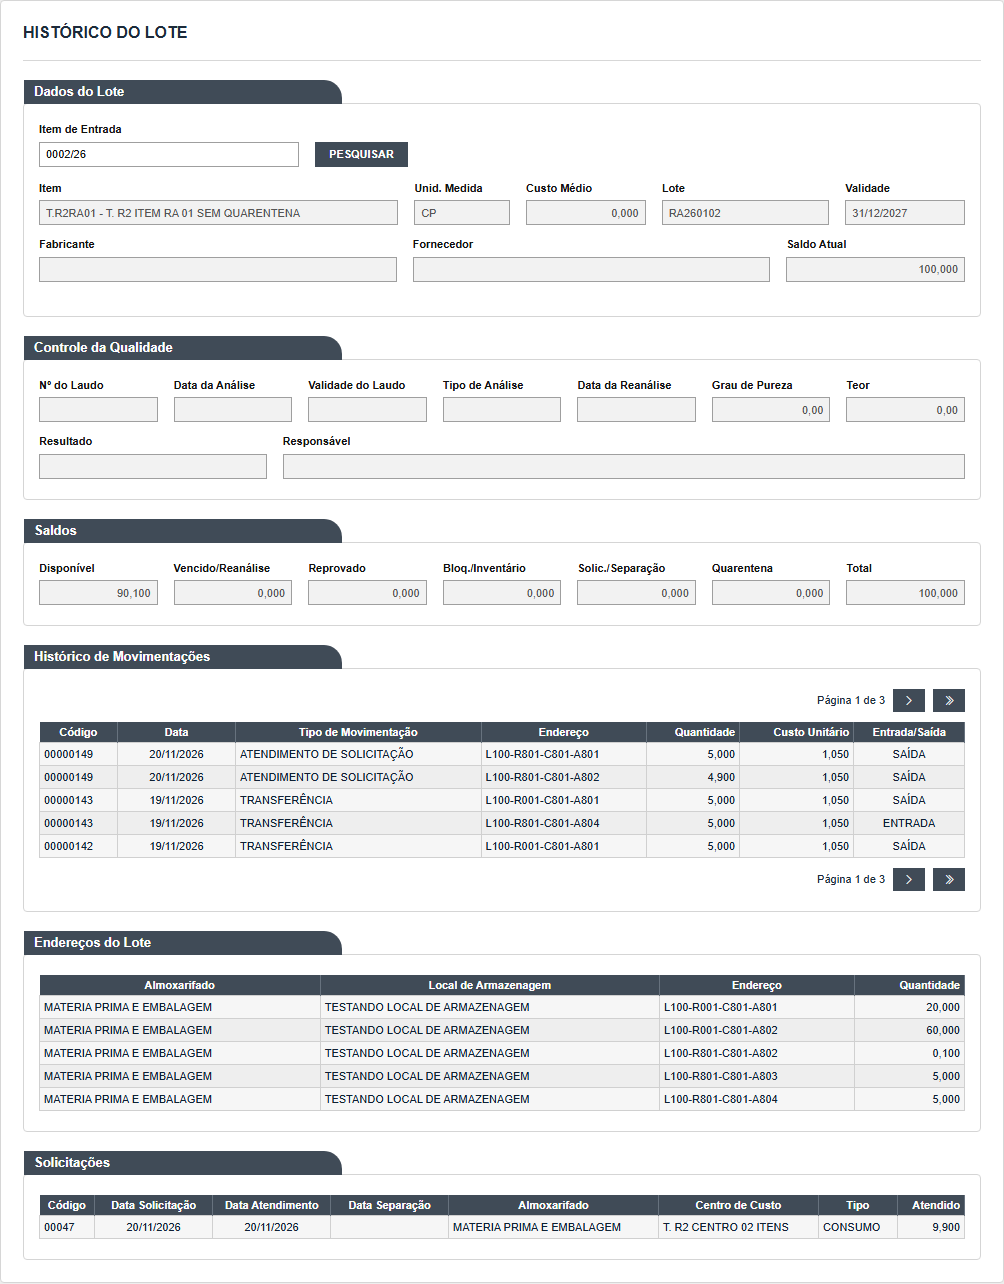 HISTÓRICO DO LOTE
Dados do Lote
Item de Entrada
0002/26 PESQUISAR
Item Unid. Medida Custo Médio Lote Validade
T.R2RA01 - T. R2 ITEM RA 01 SEM QUARENTENA CP 0,000 RA260102 31/12/2027
Fabricante Fornecedor Saldo Atual
100,000
Controle da Qualidade
Nº do Laudo Data da Análise Validade do Laudo Tipo de Análise Data da Reanálise Grau de Pureza Teor
0,00 0,00
Resultado Responsável
Saldos
Disponível Vencido/Reanálise Reprovado Bloq./Inventário Solic./Separação Quarentena Total
90,100 0,000 0,000 0,000 0,000 0,000 100,000
Histórico de Movimentações
Página 1 de 3
Código Data Tipo de Movimentação Endereço Quantidade Custo Unitário Entrada/Saída
00000149 20/11/2026 ATENDIMENTO DE SOLICITAÇÃO L100-R801-C801-A801 5,000 1,050 SAÍDA
00000149 20/11/2026 ATENDIMENTO DE SOLICITAÇÃO L100-R801-C801-A802 4,900 1,050 SAÍDA
00000143 19/11/2026 TRANSFERÊNCIA L100-R001-C801-A801 5,000 1,050 SAÍDA
00000143 19/11/2026 TRANSFERÊNCIA L100-R801-C801-A804 5,000 1,050 ENTRADA
00000142 19/11/2026 TRANSFERÊNCIA L100-R001-C801-A801 5,000 1,050 SAÍDA
Página 1 de 3
Endereços do Lote
Almoxarifado Local de Armazenagem Endereço Quantidade
MATERIA PRIMA E EMBALAGEM TESTANDO LOCAL DE ARMAZENAGEM L100-R001-C801-A801 20,000
MATERIA PRIMA E EMBALAGEM TESTANDO LOCAL DE ARMAZENAGEM L100-R001-C801-A802 60,000
MATERIA PRIMA E EMBALAGEM TESTANDO LOCAL DE ARMAZENAGEM L100-R801-C801-A802 0,100
MATERIA PRIMA E EMBALAGEM TESTANDO LOCAL DE ARMAZENAGEM L100-R801-C801-A803 5,000
MATERIA PRIMA E EMBALAGEM TESTANDO LOCAL DE ARMAZENAGEM L100-R801-C801-A804 5,000
Solicitações
Código Data Solicitação Data Atendimento Data Separação Almoxarifado Centro de Custo Tipo Atendido
00047 20/11/2026 20/11/2026 MATERIA PRIMA E EMBALAGEM T. R2 CENTRO 02 ITENS CONSUMO 9,900